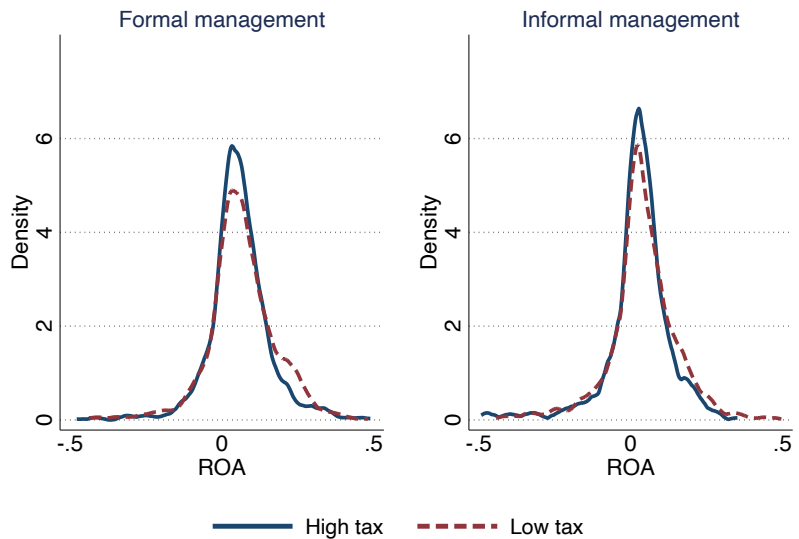 Formal management
Informal management
Density
6
4
2
0
-.5
0
.5
ROA
Density
6
4
2
0
-.5
0
.5
ROA
High tax
Low tax